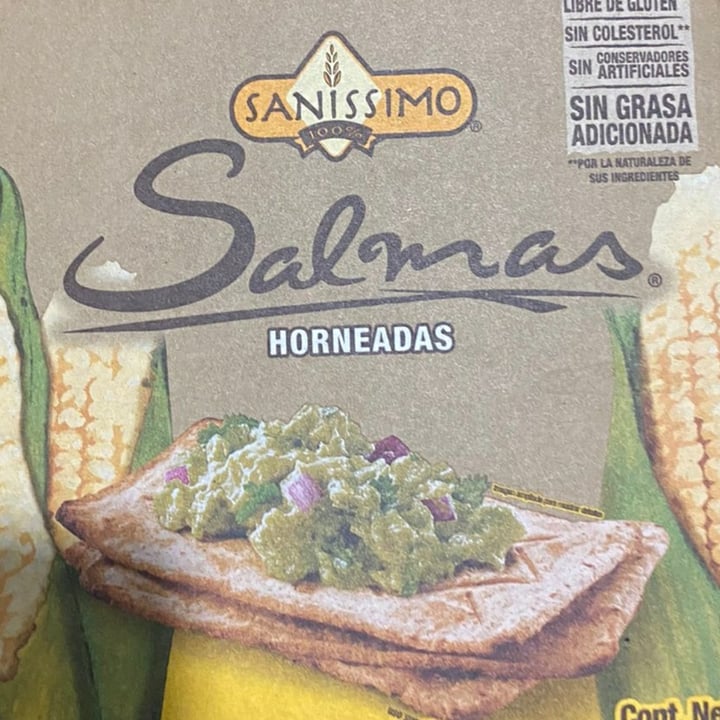 LIBRE DE GLUTEN
SIN COLESTEROL**
SIN CONSERVADORES ARTIFICIALES
SIN GRASA
ADICIONADA
**POR LA NATURALEZA DE
SUS INGREDIENTES
SANÍSSIMO
100%
®
Salmas®
HORNEADAS
Cont. Ne